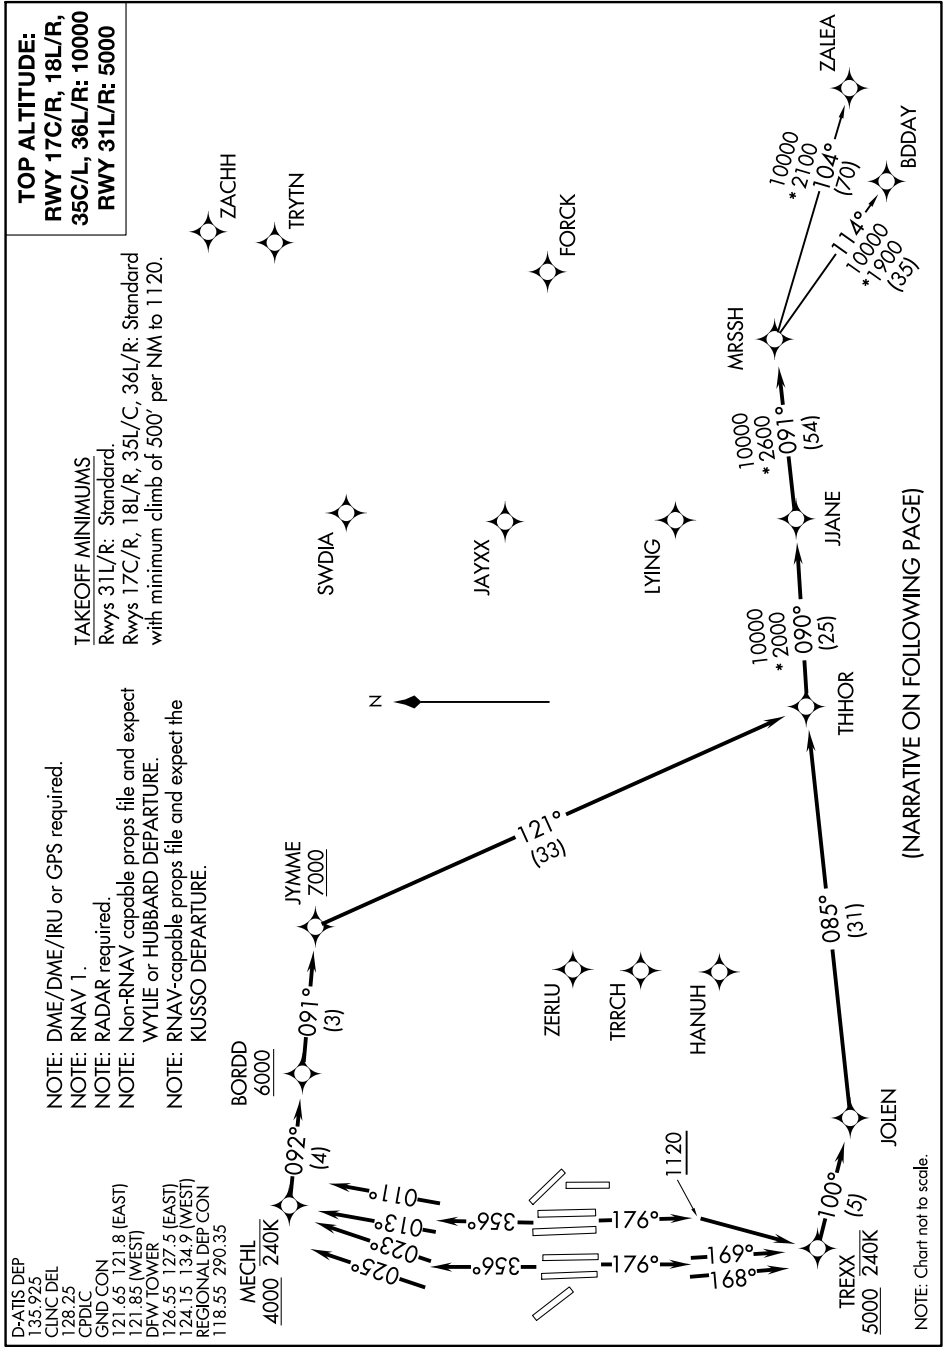 TOP ALTITUDE:
RWY 17C/R, 18L/R,
35C/L, 36L/R: 10000
RWY 31L/R: 5000
D-ATIS DEP
135.925
CLNC DEL
128.25
CPDLC
GND CON
121.65 121.8 (EAST)
121.85 (WEST)
DFW TOWER
126.55 127.5 (EAST)
124.15 134.9 (WEST)
REGIONAL DEP CON
118.55 290.35
NOTE: DME/DME/IRU or GPS required.
NOTE: RNAV 1.
NOTE: RADAR required.
NOTE: Non-RNAV capable props file and expect
WYLIE or HUBBARD DEPARTURE.
NOTE: RNAV-capable props file and expect the
KUSSO DEPARTURE.
TAKEOFF MINIMUMS
Rwys 31L/R: Standard.
Rwys 17C/R, 18L/R, 35L/C, 36L/R: Standard
with minimum climb of 500' per NM to 1120.
ZACHH
TRYTN
FORCK
SWDIA
JAYXX
LYING
N
MECHL
4000 240K
092°
(4)
BORDD
6000
091°
(3)
JYMME
7000
121°
(33)
025°
023°
013°
011°
356°
356°
176°
176°
1120
168°
169°
ZERLU
TRRCH
HANUH
TREXX
5000 240K
100°
(5)
JOLEN
085°
(31)
THHOR
10000
*2000
090°
(25)
JJANE
10000
*2600
091°
(54)
MRSSH
10000
*2100
104°
(70)
ZALEA
114°
10000
*1900
(35)
BDDAY
(NARRATIVE ON FOLLOWING PAGE)
NOTE: Chart not to scale.